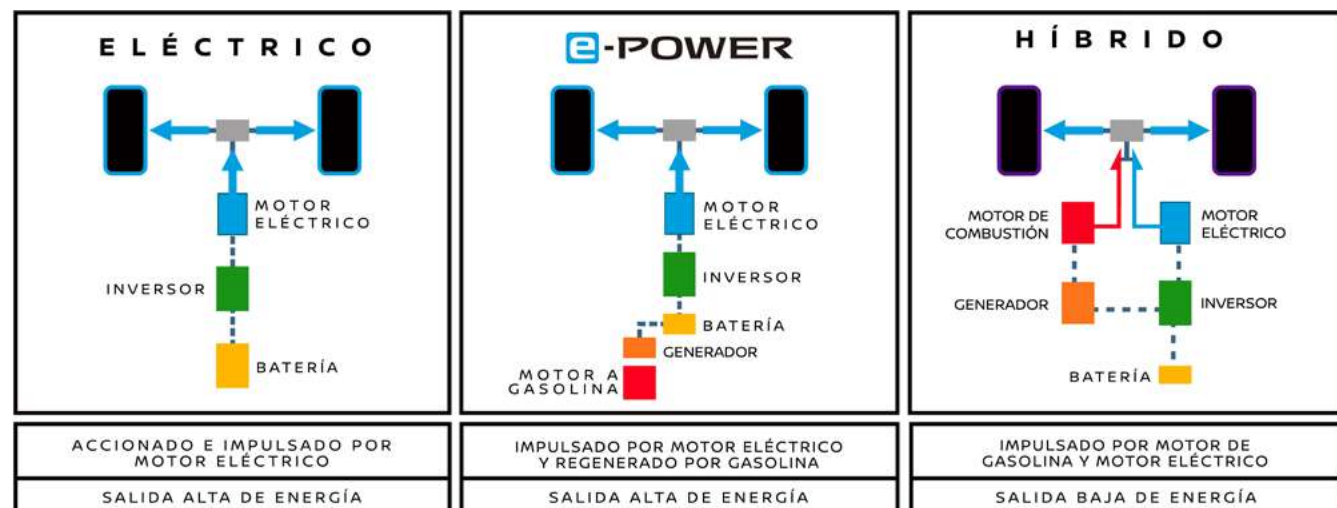 ELÉCTRICO
MOTOR
ELÉCTRICO
INVERSOR
BATERÍA
ACCIONADO E IMPULSADO POR
MOTOR ELÉCTRICO
SALIDA ALTA DE ENERGÍA
e-POWER
MOTOR
ELÉCTRICO
INVERSOR
BATERÍA
GENERADOR
MOTOR A
GASOLINA
IMPULSADO POR MOTOR ELÉCTRICO
Y REGENERADO POR GASOLINA
SALIDA ALTA DE ENERGÍA
HÍBRIDO
MOTOR DE
COMBUSTIÓN
MOTOR
ELÉCTRICO
GENERADOR
INVERSOR
BATERÍA
IMPULSADO POR MOTOR DE
GASOLINA Y MOTOR ELÉCTRICO
SALIDA BAJA DE ENERGÍA